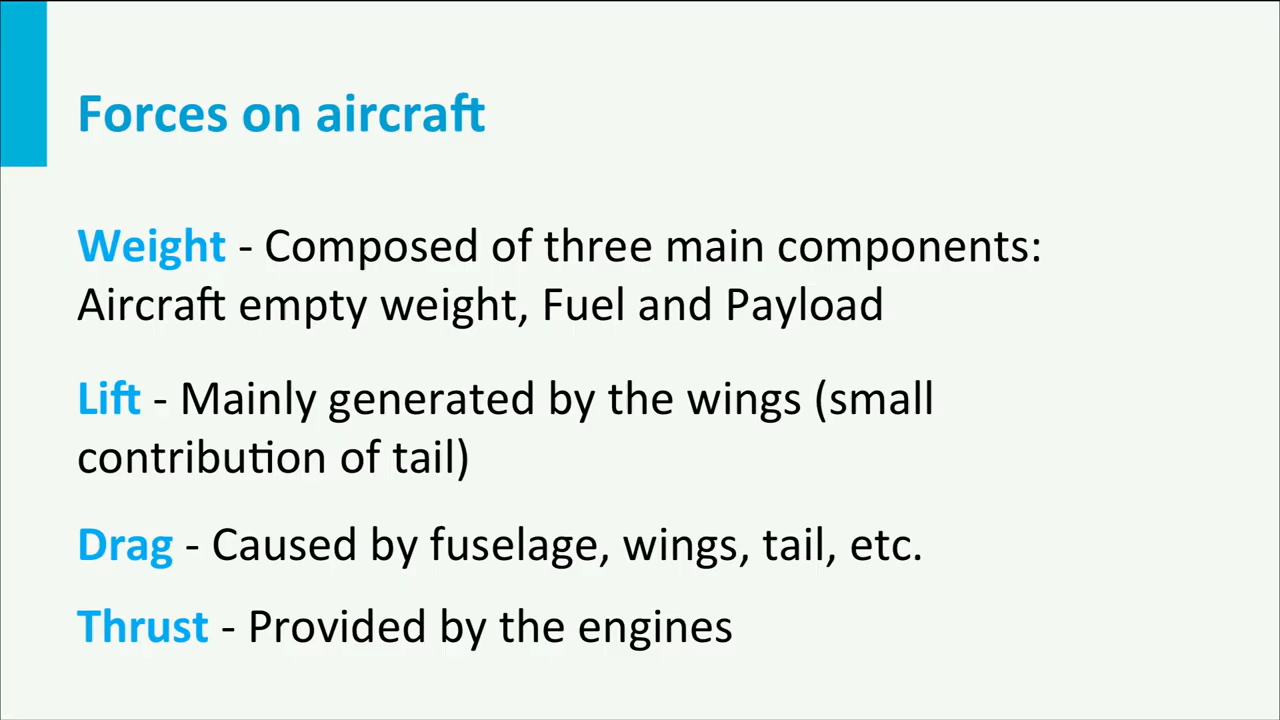 Forces on aircraft
Weight - Composed of three main components:
Aircraft empty weight, Fuel and Payload
Lift - Mainly generated by the wings (small
contribution of tail)
Drag - Caused by fuselage, wings, tail, etc.
Thrust - Provided by the engines